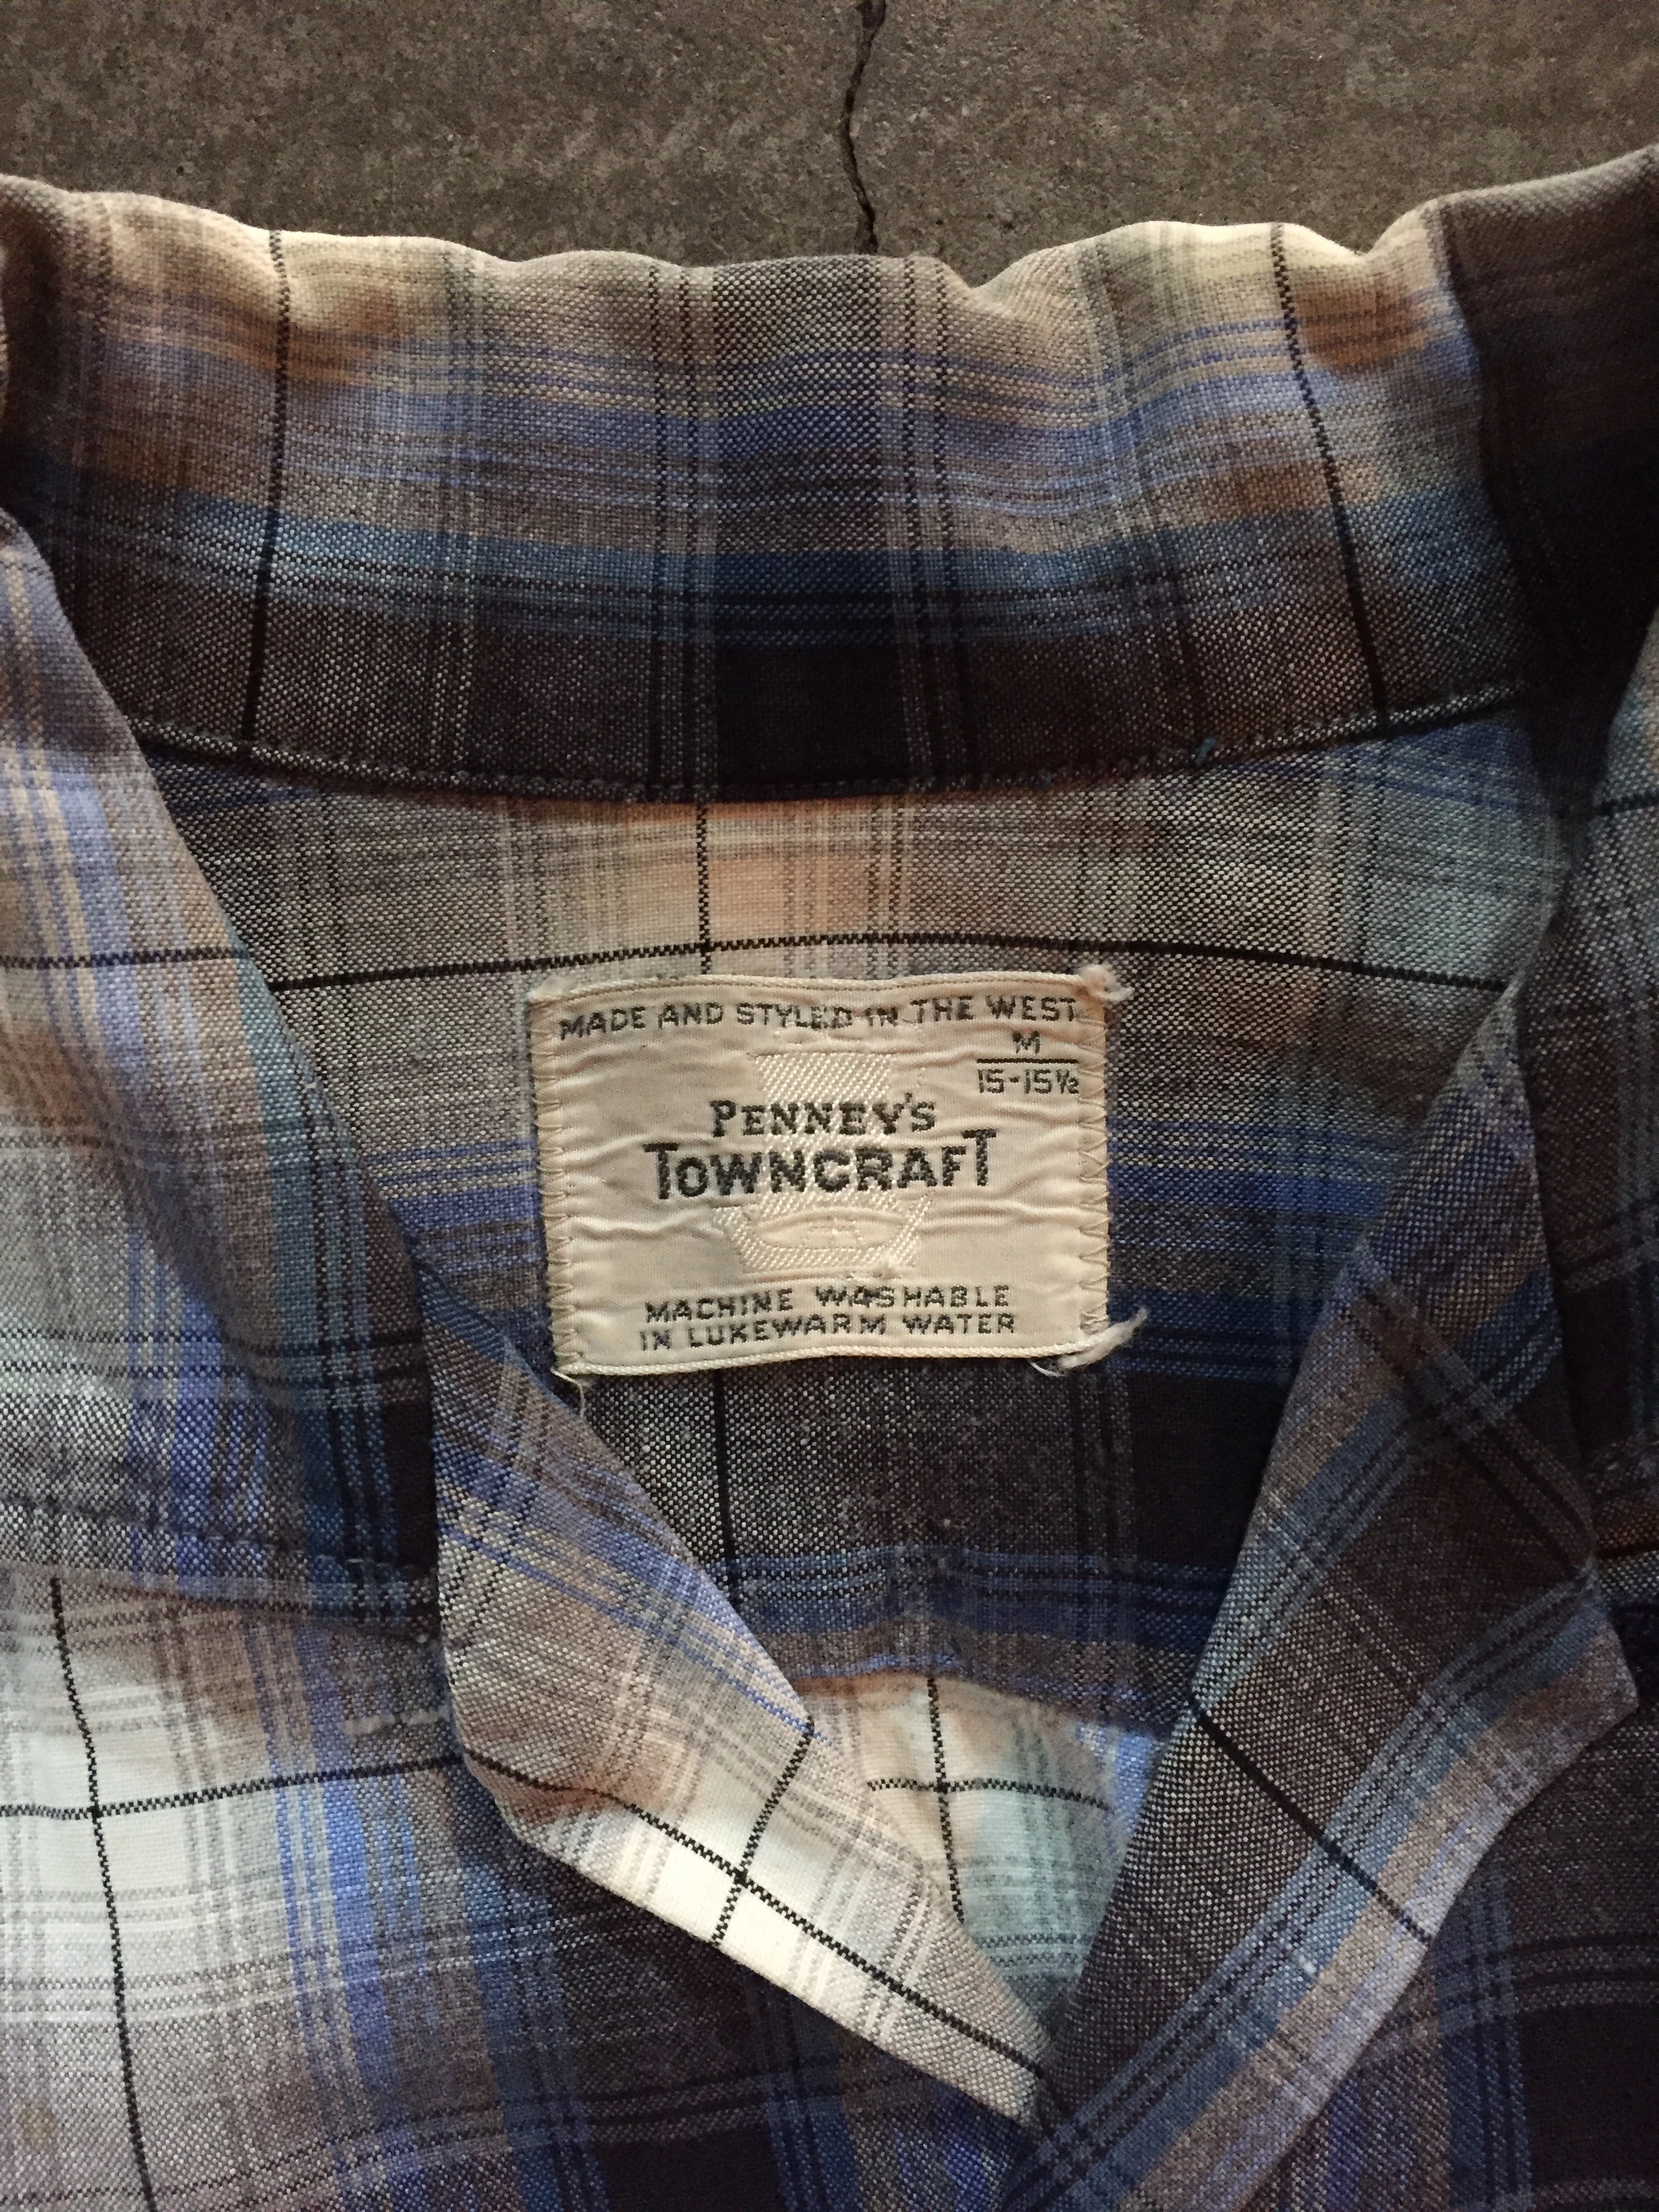 MADE AND STYLED IN THE WEST
M
15-15½
PENNEY'S
TOWNCRAFT
MACHINE WASHABLE
IN LUKEWARM WATER